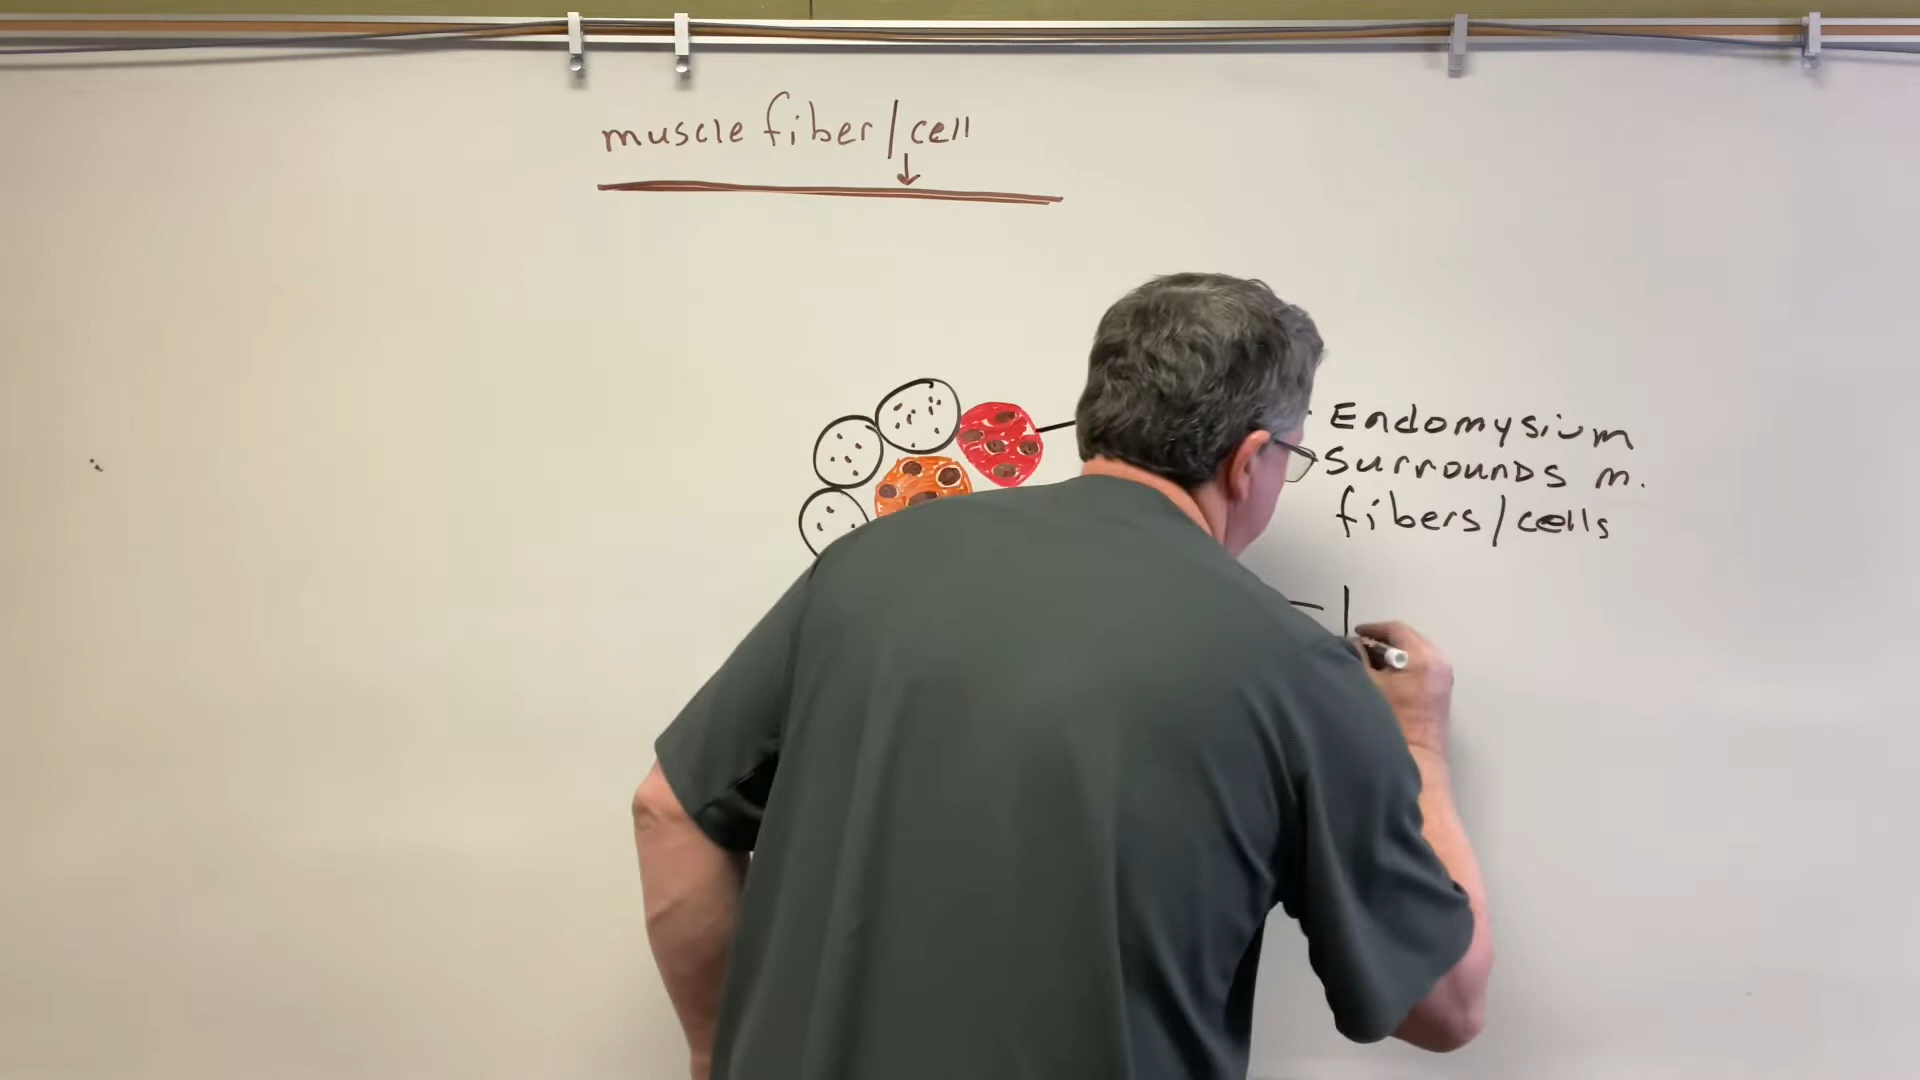 muscle fiber/cell
Endomysium
surrounds m.
fibers/cells